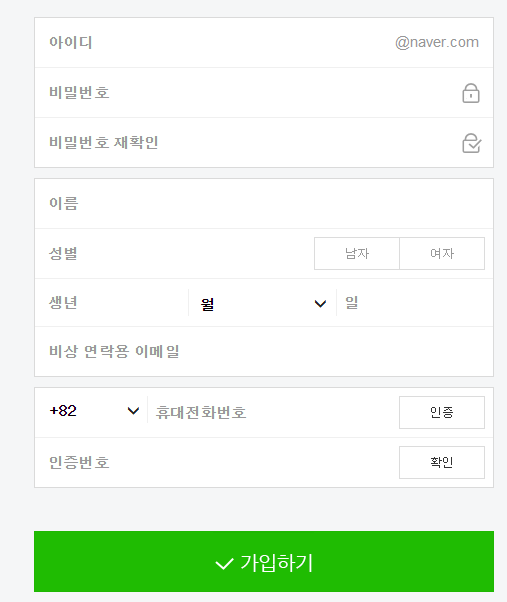 아이디 @naver.com
비밀번호
비밀번호 재확인
이름
성별 남자 여자
생년 월 일
비상 연락용 이메일
+82 휴대전화번호 인증
인증번호 확인
가입하기